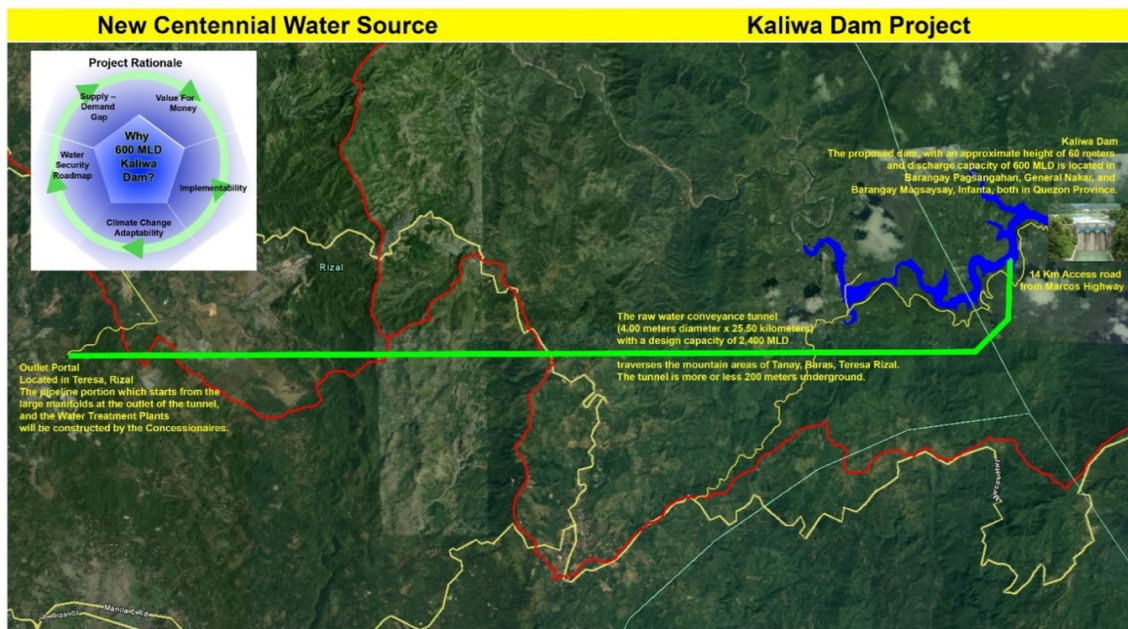 New Centennial Water Source
Kaliwa Dam Project
Project Rationale
Supply –
Demand
Gap
Value For
Money
Why
600 MLD
Kaliwa
Dam?
Water
Security
Roadmap
Implementability
Climate Change
Adaptability
Kaliwa Dam
The proposed dam, with an approximate height of 60 meters
and discharge capacity of 600 MLD is located in
Barangay Pagsangahan, General Nakar, and
Barangay Magsaysay, Infanta, both in Quezon Province.
14 Km Access road
from Marcos Highway
Rizal
The raw water conveyance tunnel
(4.00 meters diameter x 25.50 kilometers)
with a design capacity of 2,400 MLD
traverses the mountain areas of Tanay, Baras, Teresa Rizal.
The tunnel is more or less 200 meters underground.
Outlet Portal
Located in Teresa, Rizal
The pipeline portion which starts from the
large manifolds at the outlet of the tunnel,
and the Water Treatment Plants
will be constructed by the Concessionaires.
Marcos Hwy
Manila E Rd
Rizal St